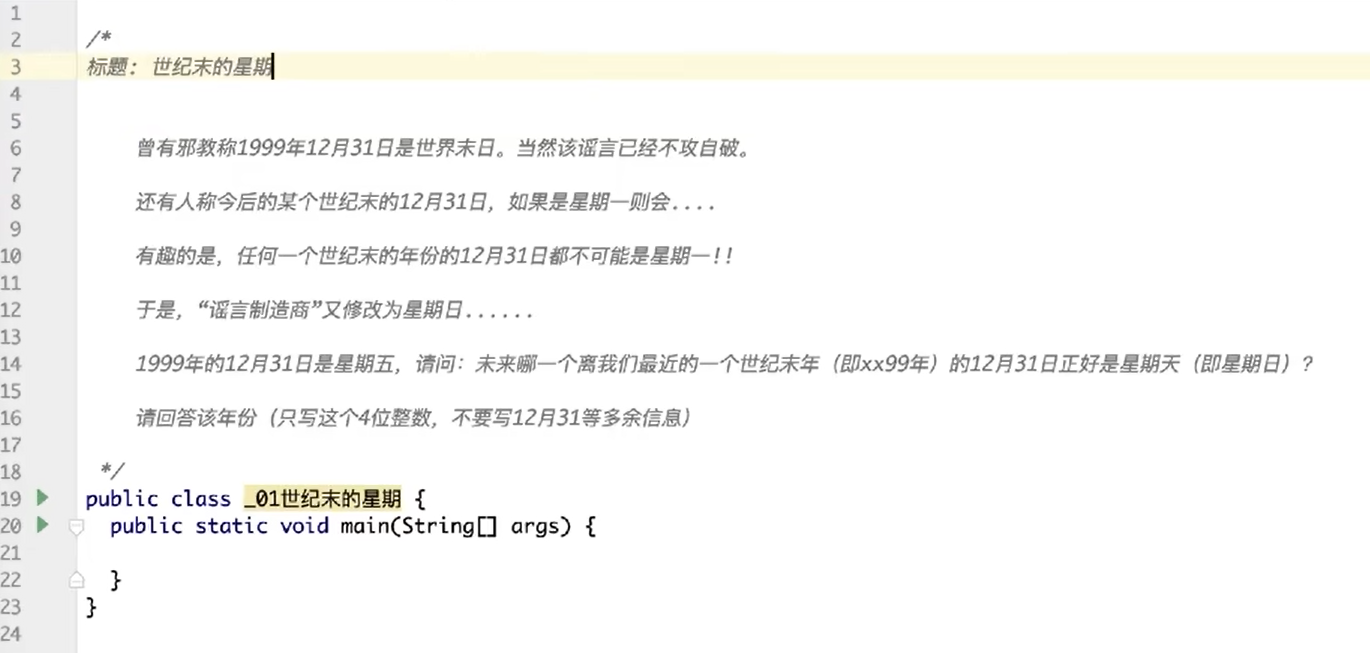 1
2 /*
3 标题: 世纪末的星期
4
5
6 曾有邪教称1999年12月31日是世界末日。当然该谣言已经不攻自破。
7
8 还有人称今后的某个世纪末的12月31日，如果是星期一则会....
9
10 有趣的是，任何一个世纪末的年份的12月31日都不可能是星期一!!
11
12 于是，“谣言制造商”又修改为星期日......
13
14 1999年的12月31日是星期五，请问：未来哪一个离我们最近的一个世纪末年（即xx99年）的12月31日正好是星期天（即星期日）？
15
16 请回答该年份（只写这个4位整数，不要写12月31等多余信息）
17
18 */
19 public class _01世纪末的星期 {
20 public static void main(String[] args) {
21
22 }
23 }
24